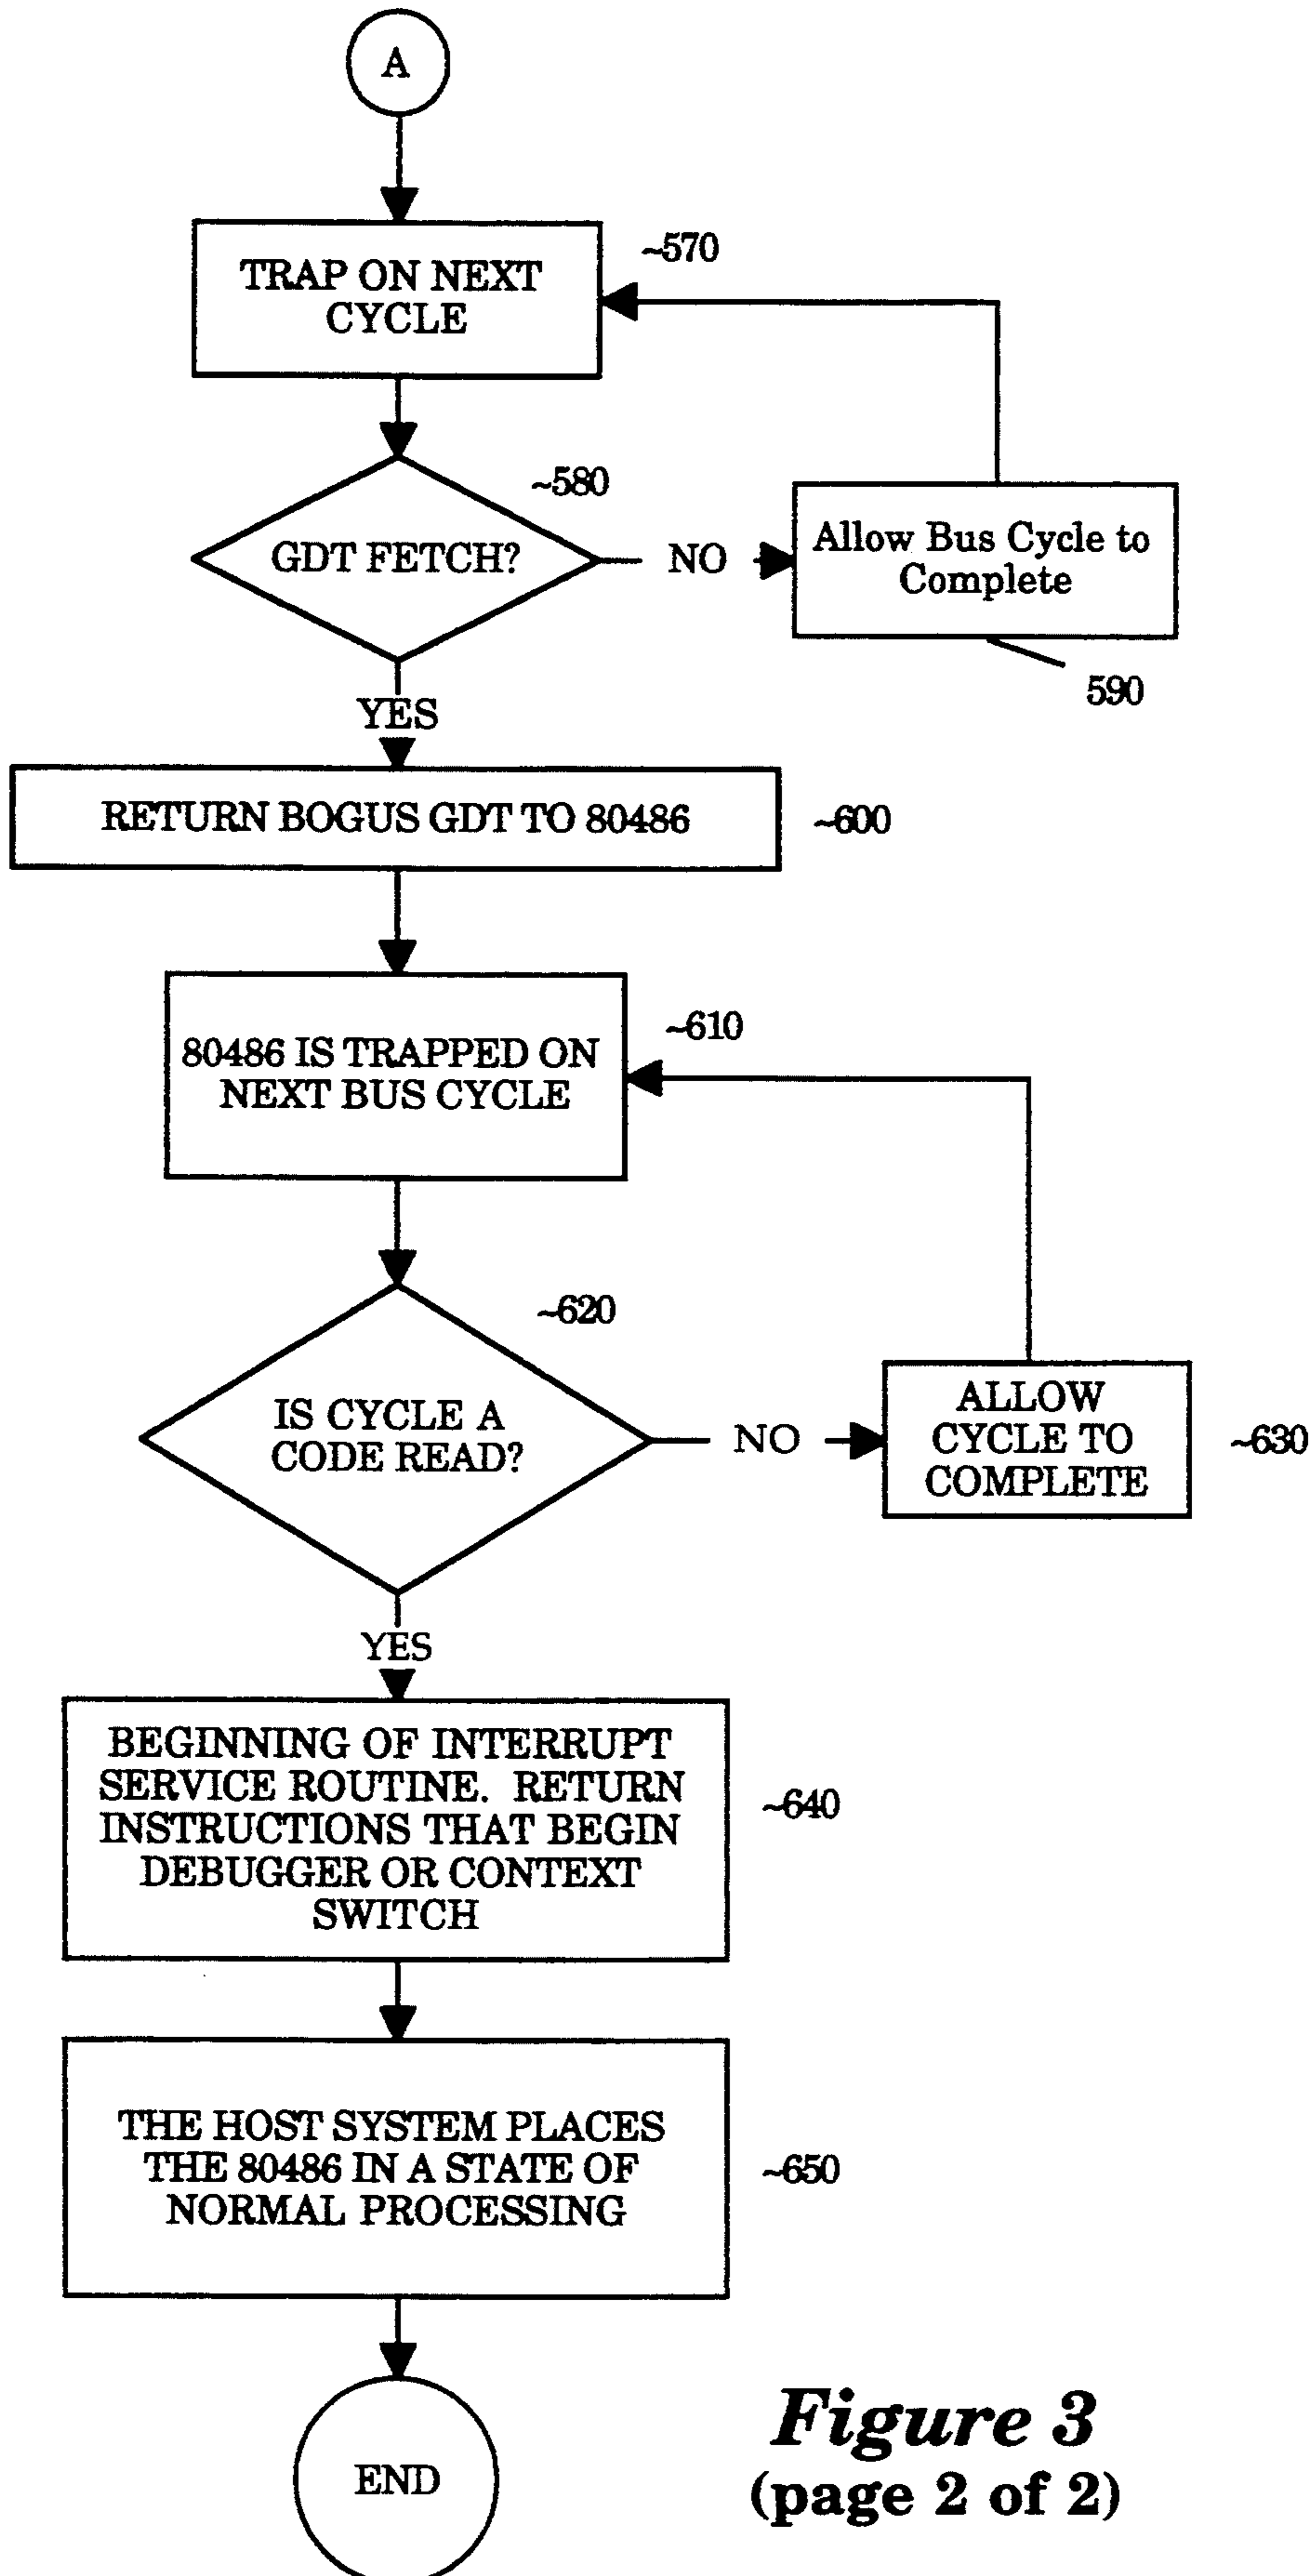 A
~570
TRAP ON NEXT
CYCLE
~580
GDT FETCH?
NO
Allow Bus Cycle to
Complete
590
YES
RETURN BOGUS GDT TO 80486
~600
~610
80486 IS TRAPPED ON
NEXT BUS CYCLE
~620
IS CYCLE A
CODE READ?
NO
ALLOW
CYCLE TO
COMPLETE
~630
YES
BEGINNING OF INTERRUPT
SERVICE ROUTINE. RETURN
INSTRUCTIONS THAT BEGIN
DEBUGGER OR CONTEXT
SWITCH
~640
THE HOST SYSTEM PLACES
THE 80486 IN A STATE OF
NORMAL PROCESSING
~650
END
Figure 3
(page 2 of 2)